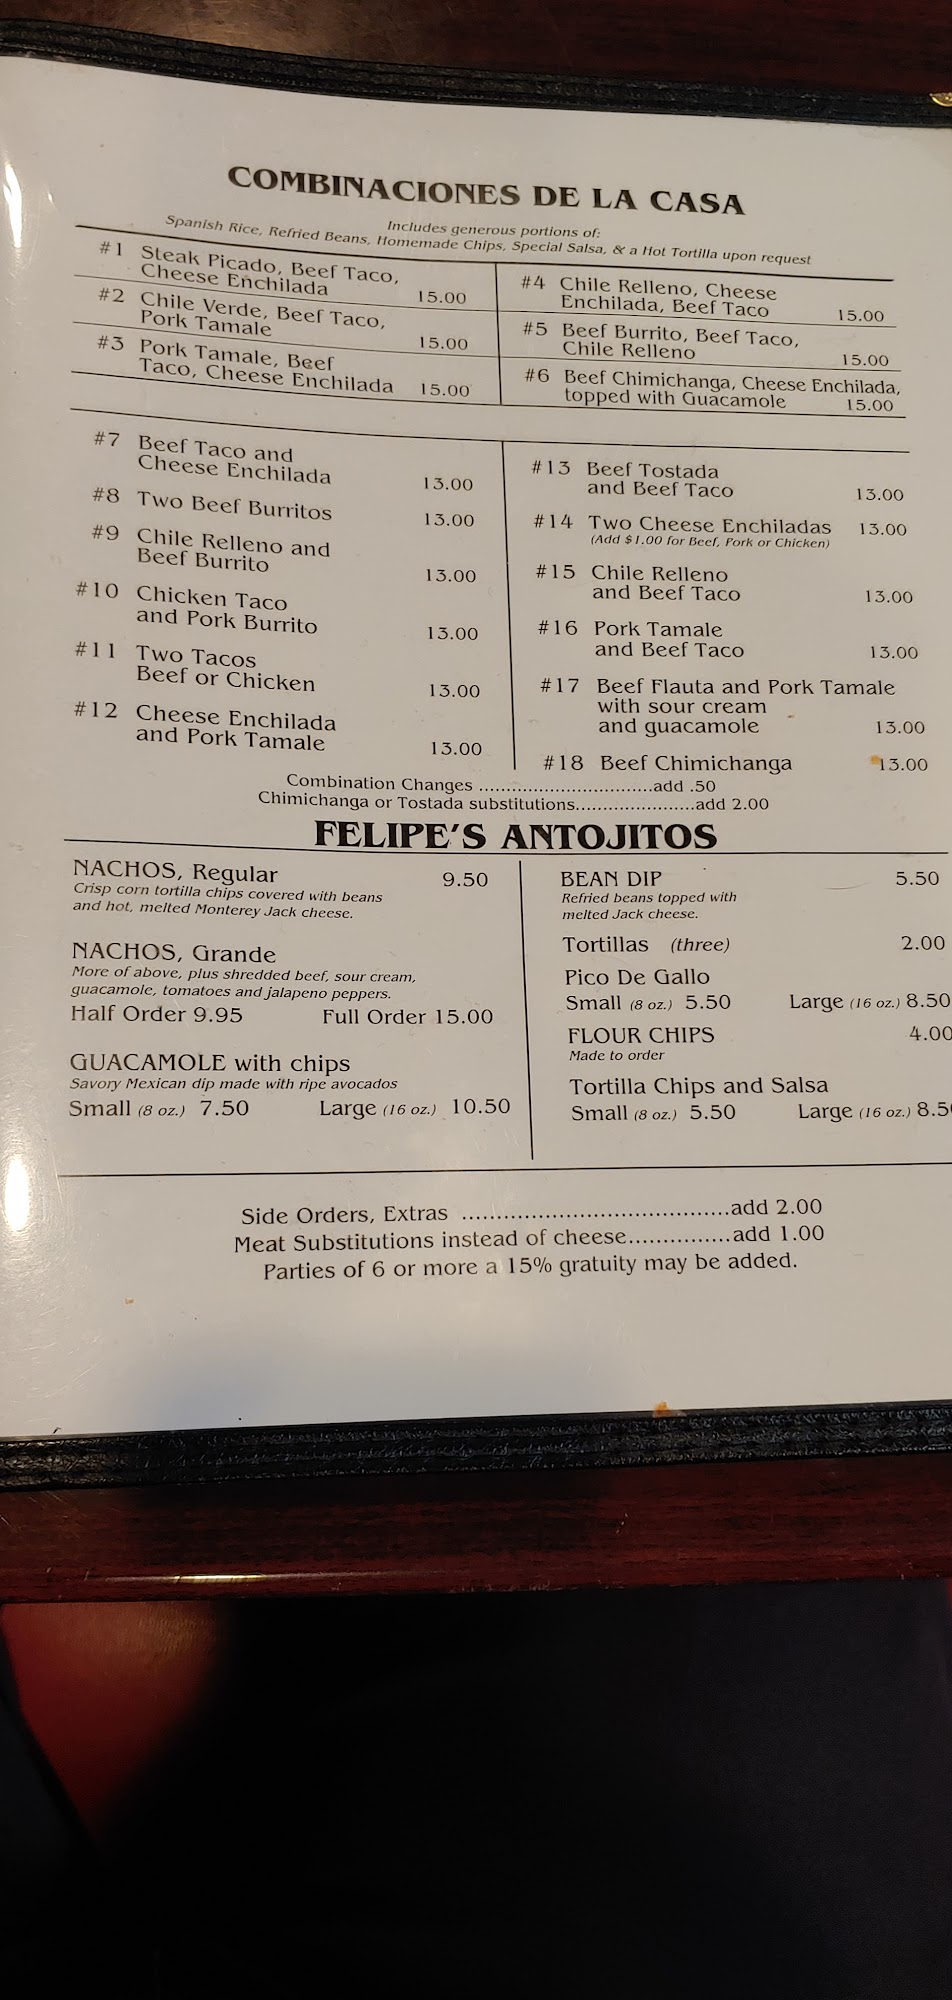 COMBINACIONES DE LA CASA
Includes generous portions of:
Spanish Rice, Refried Beans, Homemade Chips, Special Salsa, & a Hot Tortilla upon request
#1 Steak Picado, Beef Taco,
Cheese Enchilada 15.00
#2 Chile Verde, Beef Taco,
Pork Tamale 15.00
#3 Pork Tamale, Beef
Taco, Cheese Enchilada 15.00
#4 Chile Relleno, Cheese
Enchilada, Beef Taco 15.00
#5 Beef Burrito, Beef Taco,
Chile Relleno 15.00
#6 Beef Chimichanga, Cheese Enchilada,
topped with Guacamole 15.00
#7 Beef Taco and
Cheese Enchilada 13.00
#8 Two Beef Burritos 13.00
#9 Chile Relleno and
Beef Burrito 13.00
#10 Chicken Taco
and Pork Burrito 13.00
#11 Two Tacos
Beef or Chicken 13.00
#12 Cheese Enchilada
and Pork Tamale 13.00
#13 Beef Tostada
and Beef Taco 13.00
#14 Two Cheese Enchiladas 13.00
(Add $1.00 for Beef, Pork or Chicken)
#15 Chile Relleno
and Beef Taco 13.00
#16 Pork Tamale
and Beef Taco 13.00
#17 Beef Flauta and Pork Tamale
with sour cream
and guacamole 13.00
#18 Beef Chimichanga 13.00
Combination Changes ................................add .50
Chimichanga or Tostada substitutions......................add 2.00
FELIPE'S ANTOJITOS
NACHOS, Regular 9.50
Crisp corn tortilla chips covered with beans
and hot, melted Monterey Jack cheese.
NACHOS, Grande
More of above, plus shredded beef, sour cream,
guacamole, tomatoes and jalapeno peppers.
Half Order 9.95 Full Order 15.00
GUACAMOLE with chips
Savory Mexican dip made with ripe avocados
Small (8 oz.) 7.50 Large (16 oz.) 10.50
BEAN DIP 5.50
Refried beans topped with
melted Jack cheese.
Tortillas (three) 2.00
Pico De Gallo
Small (8 oz.) 5.50 Large (16 oz.) 8.50
FLOUR CHIPS 4.00
Made to order
Tortilla Chips and Salsa
Small (8 oz.) 5.50 Large (16 oz.) 8.5
Side Orders, Extras ......................................add 2.00
Meat Substitutions instead of cheese...............add 1.00
Parties of 6 or more a 15% gratuity may be added.